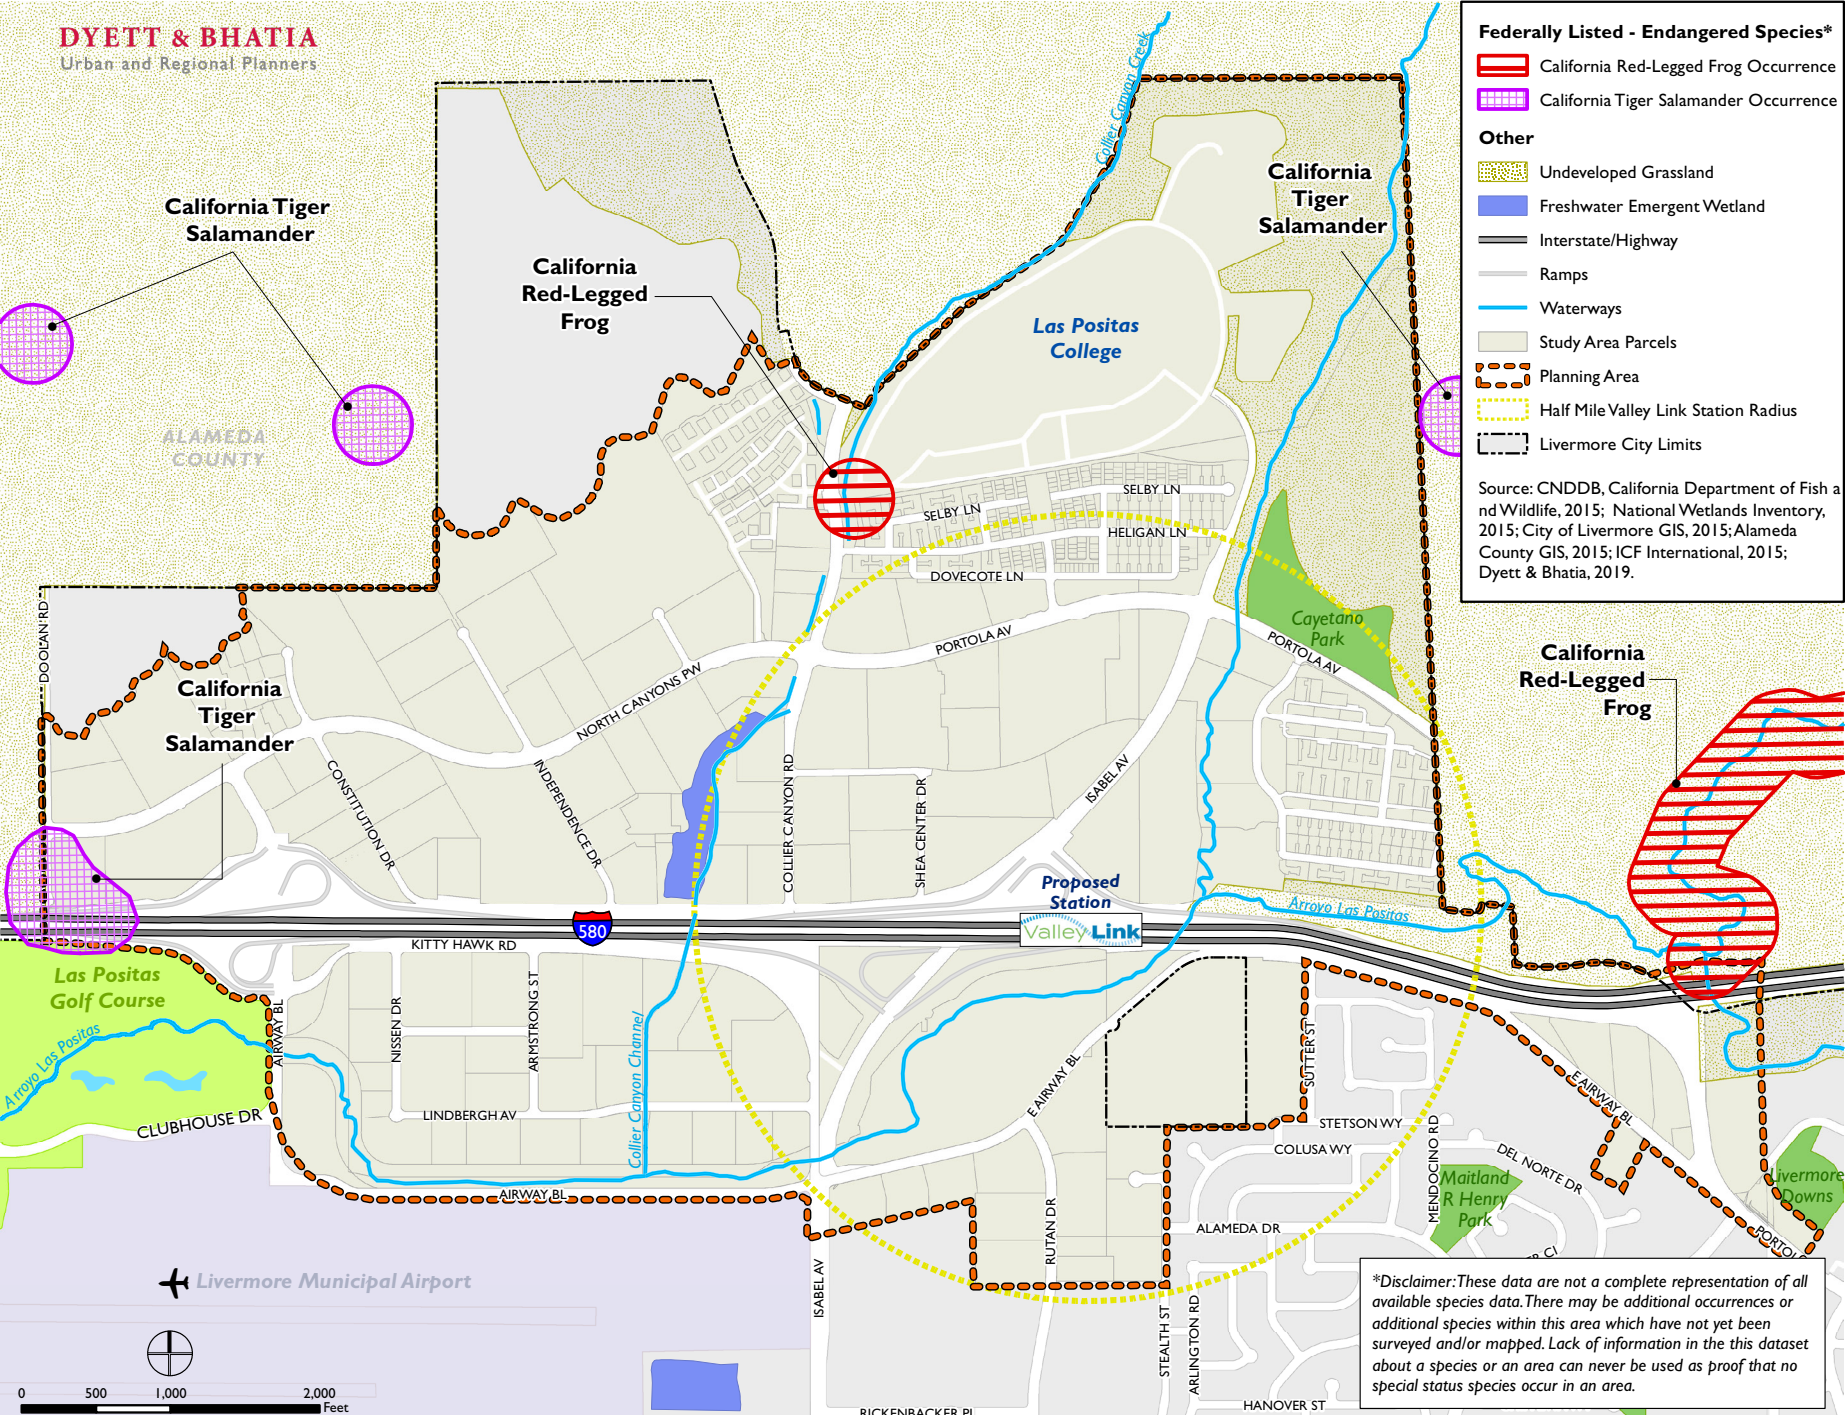 DYETT & BHATIA
Urban and Regional Planners
Federally Listed - Endangered Species*
California Red-Legged Frog Occurrence
California Tiger Salamander Occurrence
Other
Undeveloped Grassland
Freshwater Emergent Wetland
Interstate/Highway
Ramps
Waterways
Study Area Parcels
Planning Area
Half Mile Valley Link Station Radius
Livermore City Limits
Source: CNDDB, California Department of Fish a
nd Wildlife, 2015; National Wetlands Inventory,
2015; City of Livermore GIS, 2015; Alameda
County GIS, 2015; ICF International, 2015;
Dyett & Bhatia, 2019.
Collier Canyon Creek
California
Tiger
Salamander
California Tiger
Salamander
California
Red-Legged
Frog
Las Positas
College
ALAMEDA
COUNTY
SELBY LN
SELBY LN
HELIGAN LN
DOVECOTE LN
DOOLAN RD
Cayetano
Park
PORTOLA AV
PORTOLA AV
NORTH CANYONS PW
California
Red-Legged
Frog
California
Tiger
Salamander
CONSTITUTION DR
INDEPENDENCE DR
COLLIER CANYON RD
SHEA CENTER DR
ISABEL AV
Proposed
Station
Valley Link
Arroyo Las Positas
580
KITTY HAWK RD
Las Positas
Golf Course
Arroyo Las Positas
AIRWAY BL
NISSEN DR
ARMSTRONG ST
Collier Canyon Channel
LINDBERGH AV
CLUBHOUSE DR
AIRWAY BL
E AIRWAY BL
SUTTER ST
E AIRWAY BL
STETSON WY
COLUSA WY
MENDOCINO RD
DEL NORTE DR
Maitland
R Henry
Park
Livermore
Downs
ALAMEDA DR
RUTAN DR
ISABEL AV
STEALTH ST
ARLINGTON RD
HANOVER ST
RICKENBACKER PL
Livermore Municipal Airport
0 500 1,000 2,000
Feet
*Disclaimer: These data are not a complete representation of all
available species data. There may be additional occurrences or
additional species within this area which have not yet been
surveyed and/or mapped. Lack of information in the this dataset
about a species or an area can never be used as proof that no
special status species occur in an area.